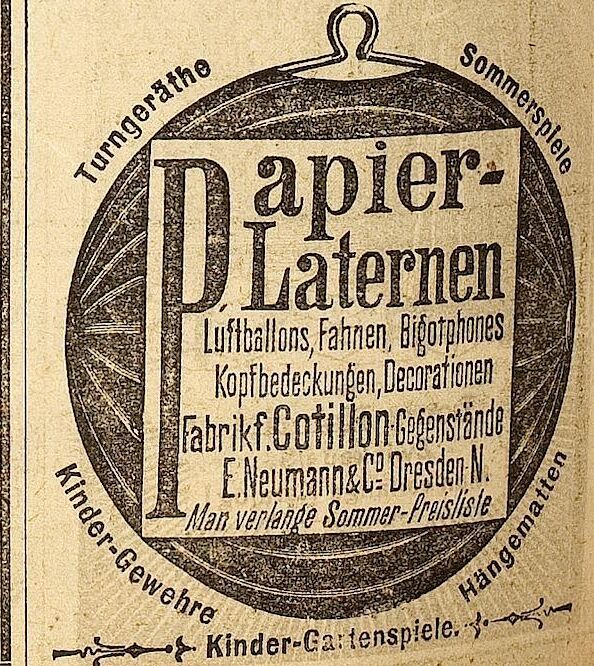 Turngeräthe
Sommerspiele
Papier-
Laternen
Luftballons, Fahnen, Bigotphones
Kopfbedeckungen, Decorationen
Fabrik f. Cotillon-Gegenstände
E. Neumann & Co. Dresden-N.
Man verlange Sommer-Preisliste
Kinder-Gewehre
Hängematten
Kinder-Gartenspiele.